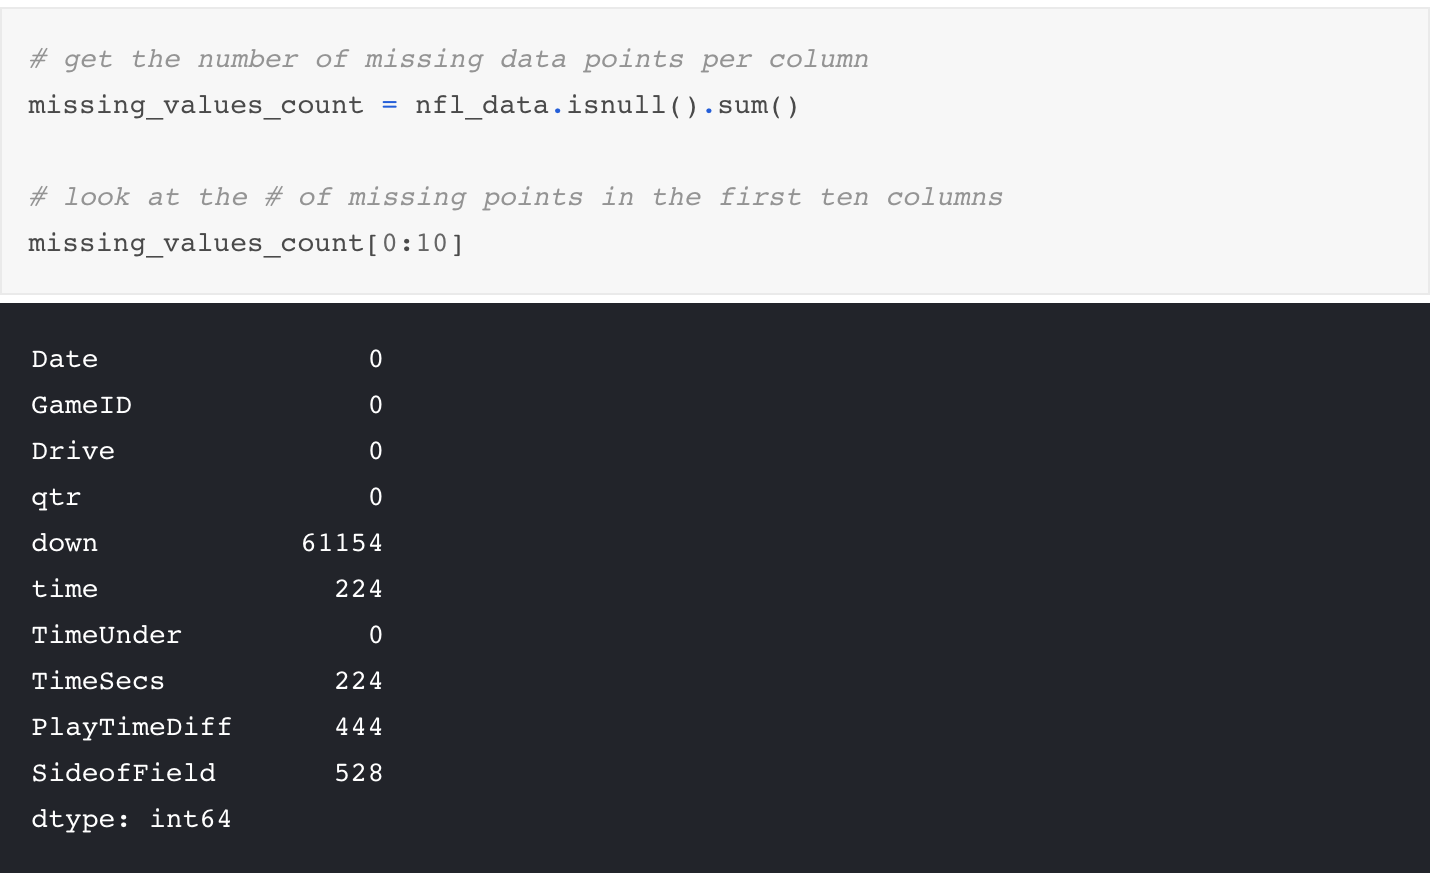 # get the number of missing data points per column
missing_values_count = nfl_data.isnull().sum()
# look at the # of missing points in the first ten columns
missing_values_count[0:10]
Date 0
GameID 0
Drive 0
qtr 0
down 61154
time 224
TimeUnder 0
TimeSecs 224
PlayTimeDiff 444
SideofField 528
dtype: int64